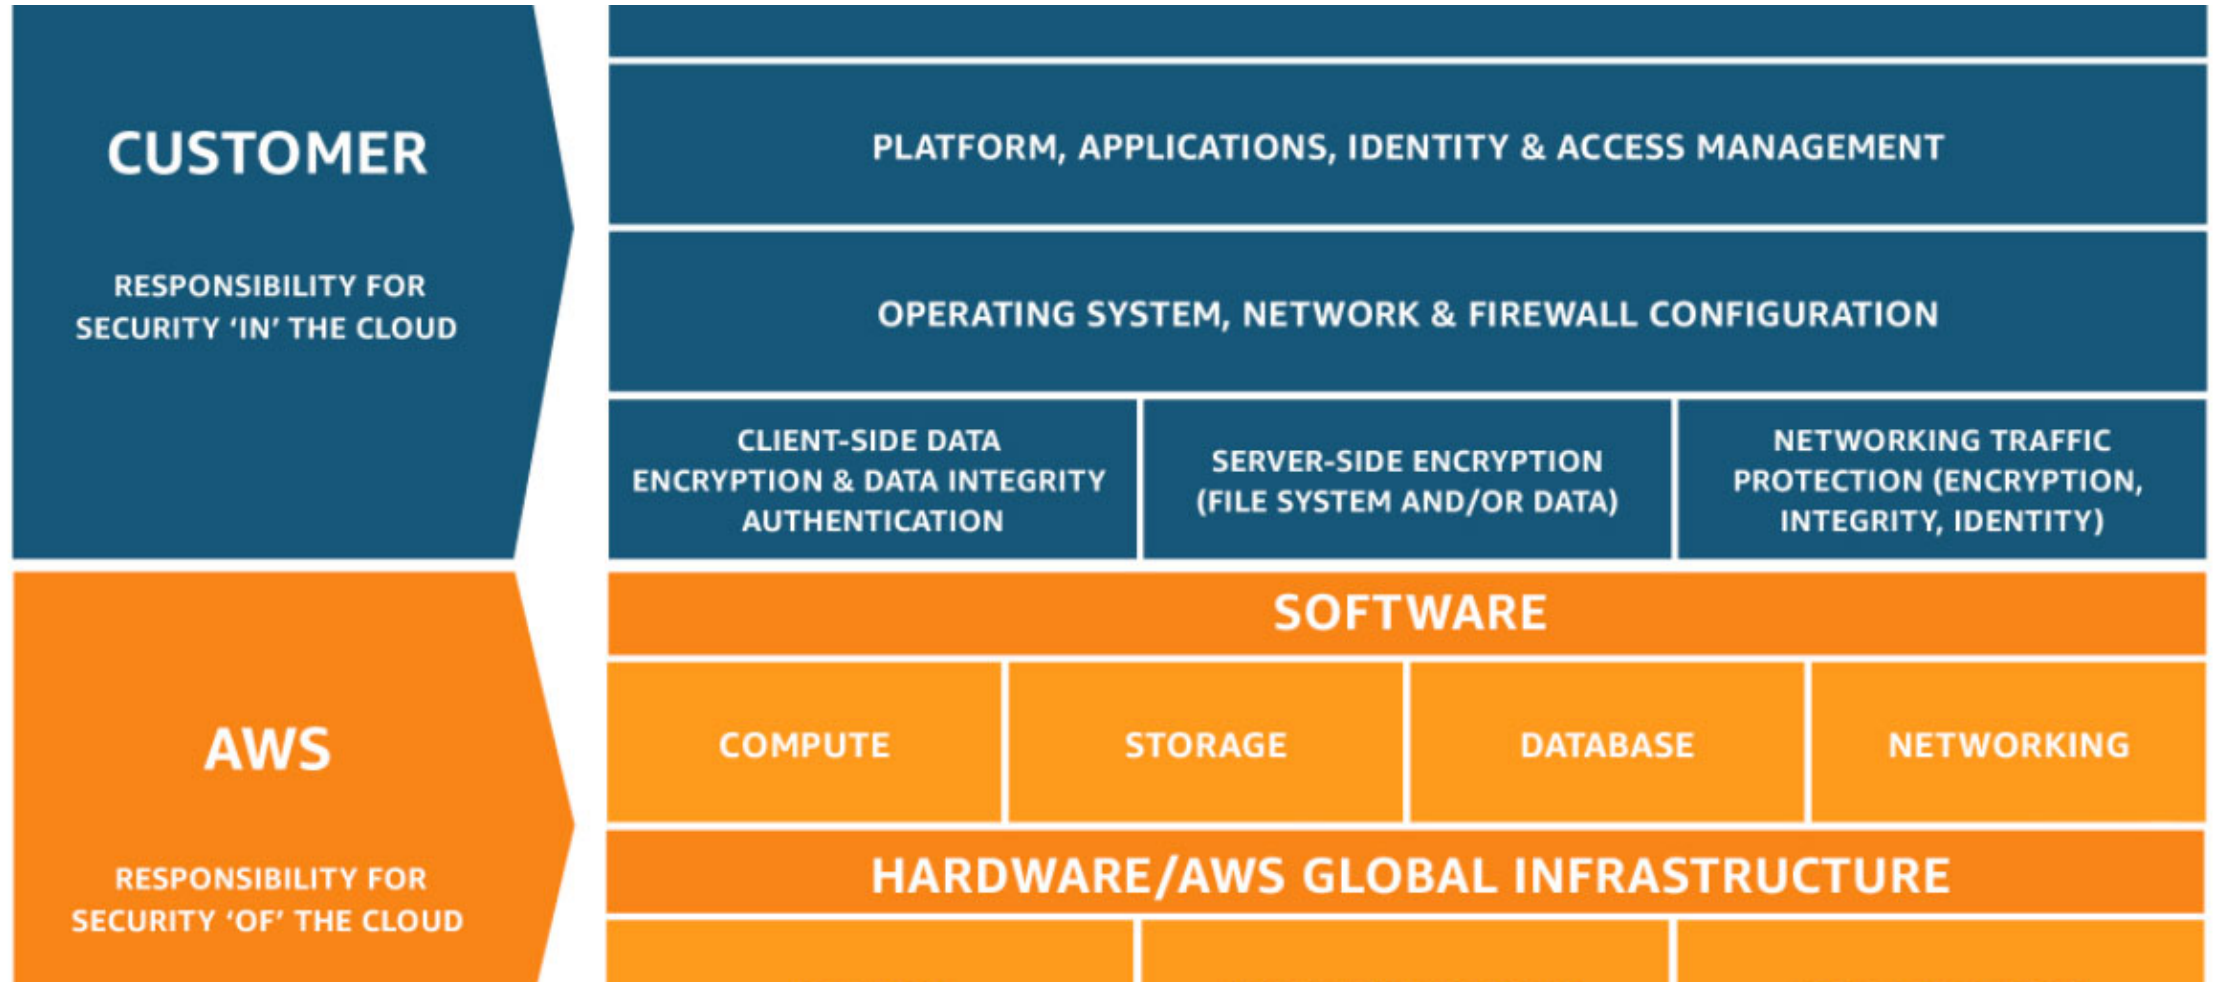 CUSTOMER
RESPONSIBILITY FOR
SECURITY ‘IN’ THE CLOUD
PLATFORM, APPLICATIONS, IDENTITY & ACCESS MANAGEMENT
OPERATING SYSTEM, NETWORK & FIREWALL CONFIGURATION
CLIENT-SIDE DATA
ENCRYPTION & DATA INTEGRITY
AUTHENTICATION
SERVER-SIDE ENCRYPTION
(FILE SYSTEM AND/OR DATA)
NETWORKING TRAFFIC
PROTECTION (ENCRYPTION,
INTEGRITY, IDENTITY)
AWS
RESPONSIBILITY FOR
SECURITY ‘OF’ THE CLOUD
SOFTWARE
COMPUTE
STORAGE
DATABASE
NETWORKING
HARDWARE/AWS GLOBAL INFRASTRUCTURE